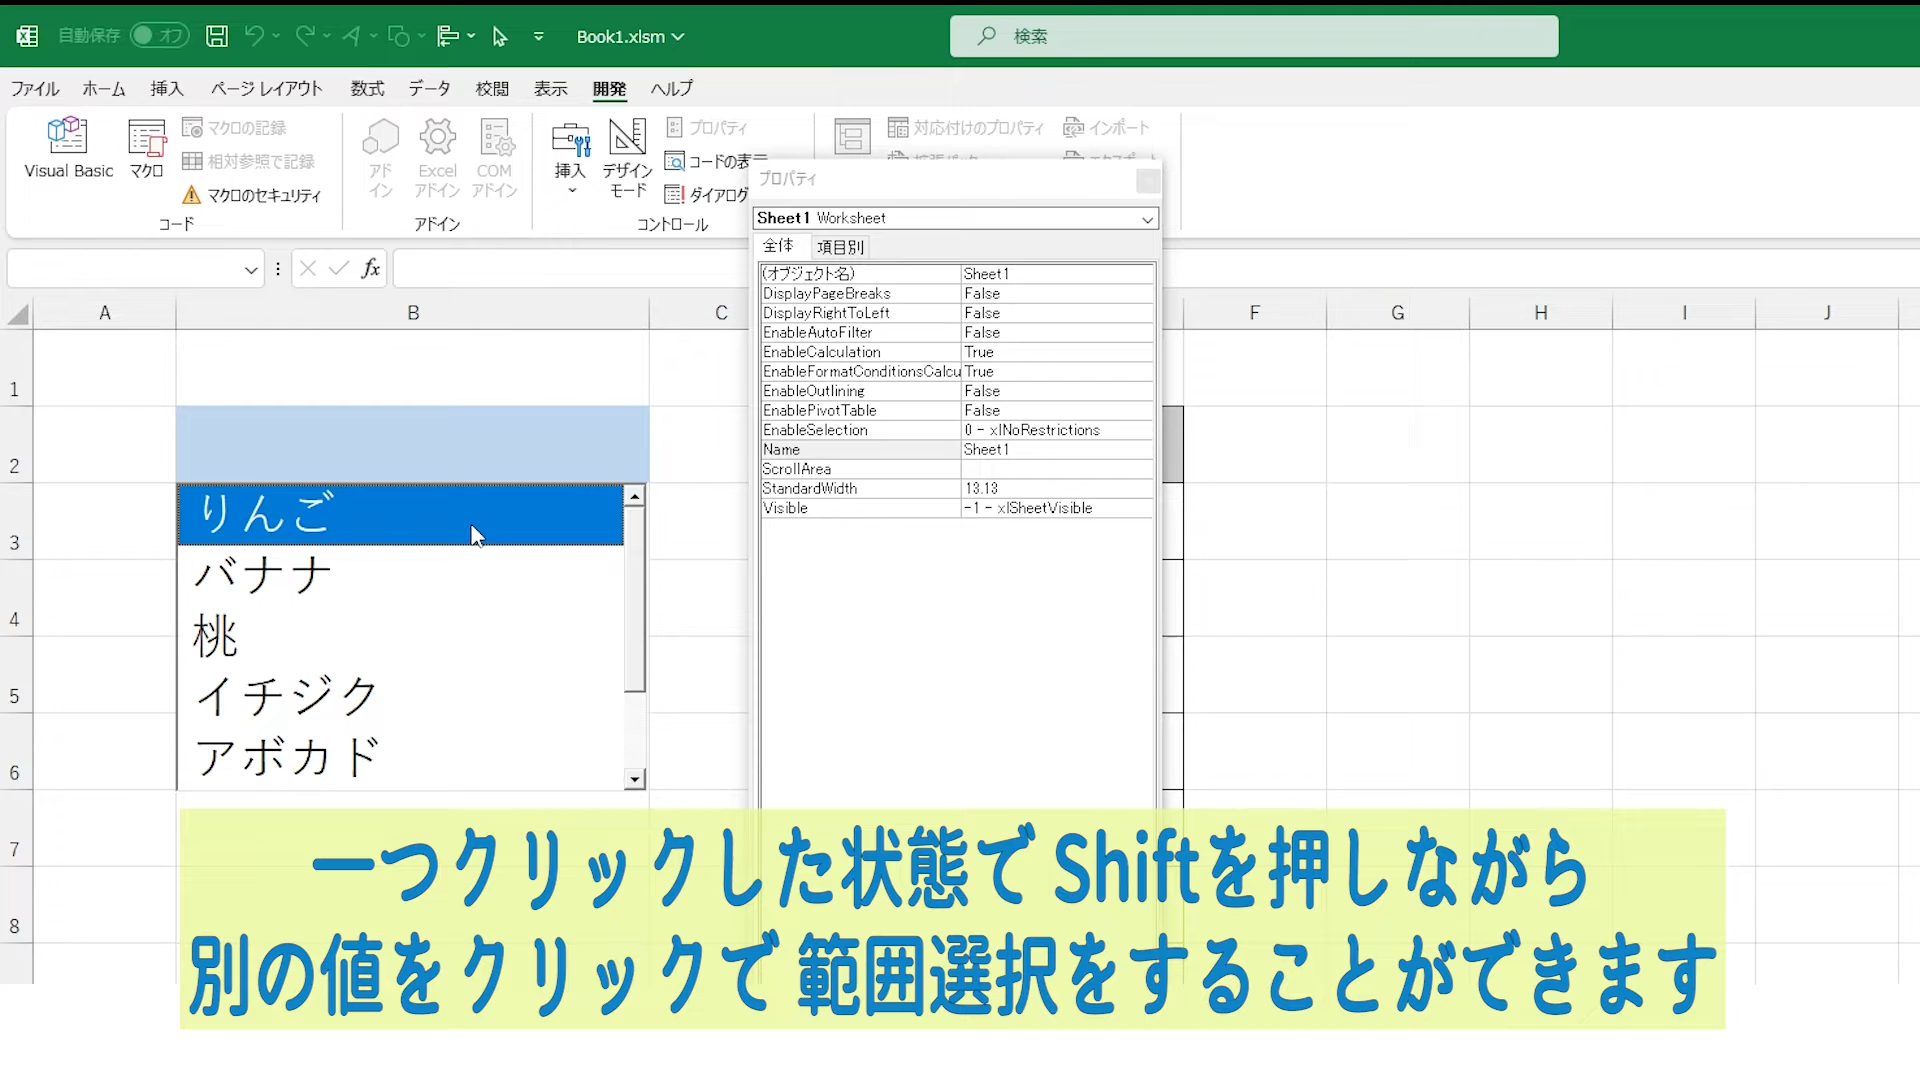 自動保存 オフ Book1.xlsm 検索
ファイル ホーム 挿入 ページ レイアウト 数式 データ 校閲 表示 開発 ヘルプ
Visual Basic
マクロ
マクロの記録
相対参照で記録
マクロのセキュリティ
コード
アド
イン
Excel
アドイン
COM
アドイン
アドイン
挿入
デザイン
モード
プロパティ
コードの表示
ダイアログ
コントロール
対応付けのプロパティ
インポート
エクスポート
プロパティ
Sheet1 Worksheet
全体 項目別
(オブジェクト名) Sheet1
DisplayPageBreaks False
DisplayRightToLeft False
EnableAutoFilter False
EnableCalculation True
EnableFormatConditionsCalcu True
EnableOutlining False
EnablePivotTable False
EnableSelection 0 - xlNoRestrictions
Name Sheet1
ScrollArea
StandardWidth 13.13
Visible -1 - xlSheetVisible
fx
A B C F G H I J
1
2
3
4
5
6
7
8
りんご
バナナ
桃
イチジク
アボカド
一つクリックした状態で Shiftを押しながら
別の値をクリックで 範囲選択をすることができます